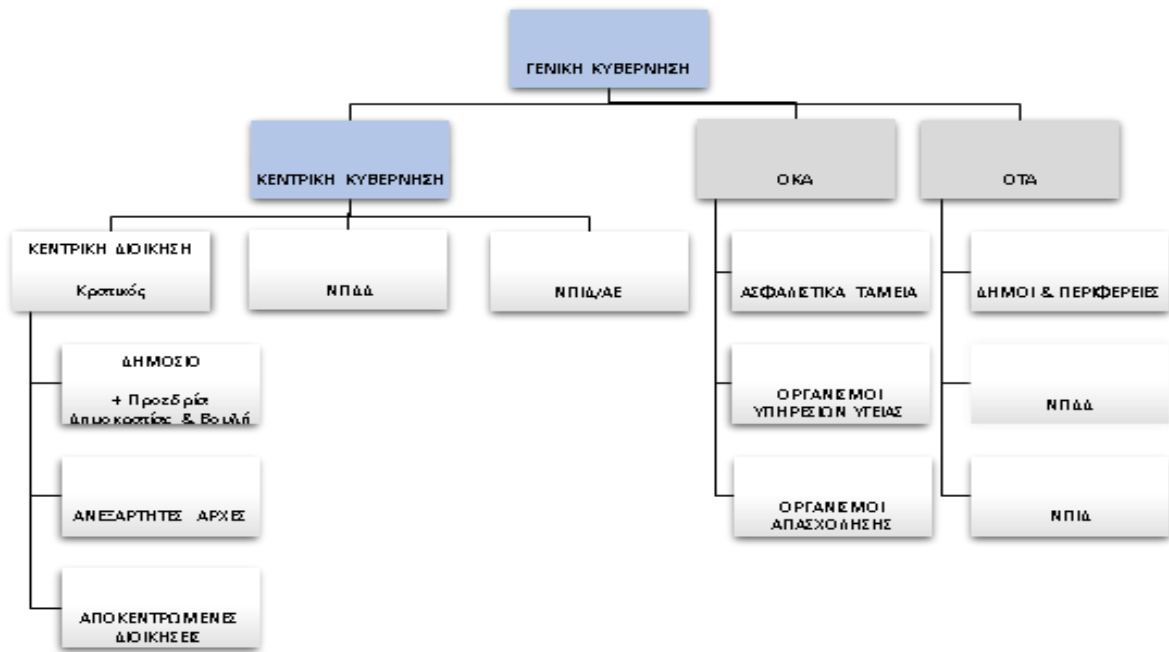 ΓΕΝΙΚΗ ΚΥΒΕΡΝΗΣΗ
ΚΕΝΤΡΙΚΗ ΚΥΒΕΡΝΗΣΗ
ΟΚΑ
ΟΤΑ
ΚΕΝΤΡΙΚΗ ΔΙΟΙΚΗΣΗ
Κρατικός
ΝΠΔΔ
ΝΠΙΔ/ΑΕ
ΑΣΦΑΛΙΣΤΙΚΑ ΤΑΜΕΙΑ
ΔΗΜΟΙ & ΠΕΡΙΦΕΡΕΙΕΣ
ΔΗΜΟΣΙΟ
+ Προεδρία
Δημοκρατίας & Βουλή
ΟΡΓΑΝΙΣΜΟΙ
ΥΠΗΡΕΣΙΩΝ ΥΓΕΙΑΣ
ΝΠΔΔ
ΑΝΕΞΑΡΤΗΤΕΣ ΑΡΧΕΣ
ΟΡΓΑΝΙΣΜΟΙ
ΑΠΑΣΧΟΛΗΣΗΣ
ΝΠΙΔ
ΑΠΟΚΕΝΤΡΩΜΕΝΕΣ
ΔΙΟΙΚΗΣΕΙΣ